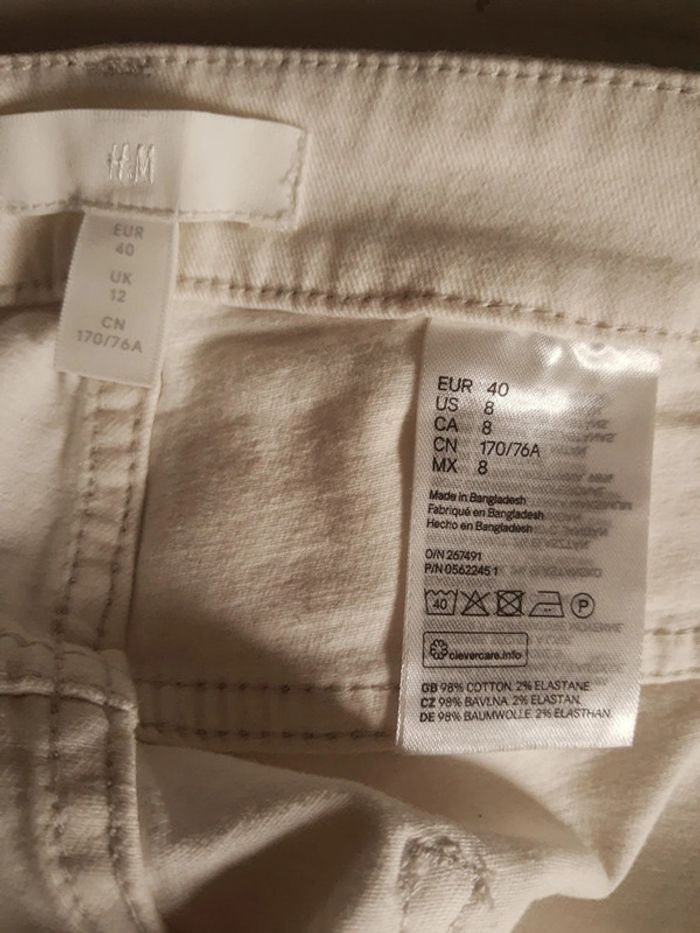 H&M
EUR
40
UK
12
CN
170/76A
EUR 40
US 8
CA 8
CN 170/76A
MX 8
Made in Bangladesh
Fabriqué en Bangladesh
Hecho en Bangladesh
O/N 267491
P/N 05622451
40
P
clevercare.info
GB 98% COTTON. 2% ELASTANE.
CZ 98% BAVLNA. 2% ELASTAN.
DE 98% BAUMWOLLE. 2% ELASTHAN.